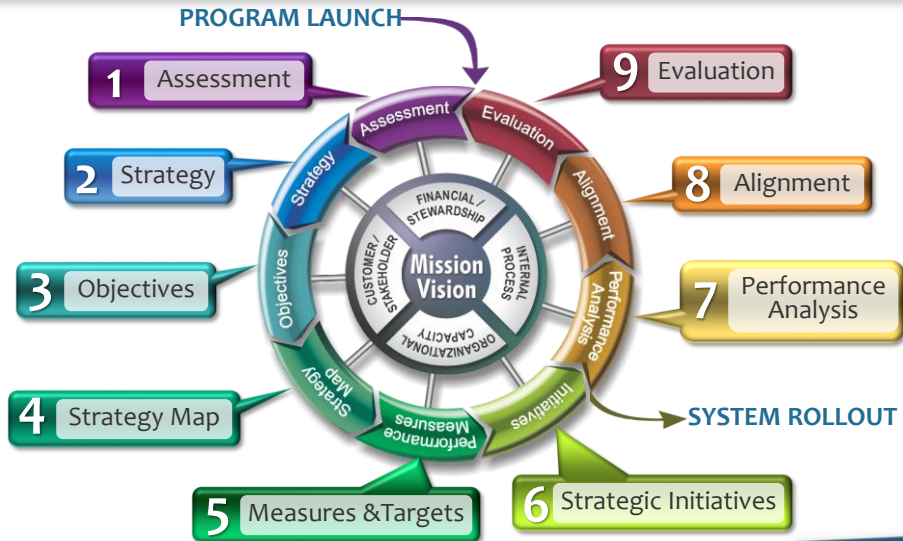 PROGRAM LAUNCH
1 Assessment
9 Evaluation
2 Strategy
8 Alignment
3 Objectives
7 Performance
Analysis
4 Strategy Map
SYSTEM ROLLOUT
5 Measures &Targets
6 Strategic Initiatives
Assessment
Strategy
Objectives
Strategy
Map
Performance
Measures
Initiatives
Performance
Analysis
Alignment
Evaluation
FINANCIAL/
STEWARDSHIP
INTERNAL
PROCESS
ORGANIZATIONAL
CAPACITY
CUSTOMER/
STAKEHOLDER
Mission
Vision